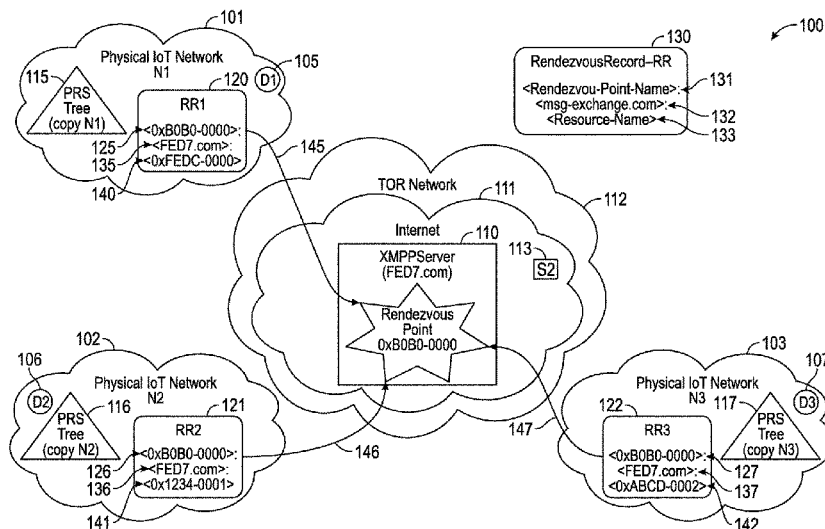 100
101
Physical IoT Network
N1
105
D1
115
PRS
Tree
(copy N1)
120
RR1
125
<0xB0B0-0000>:
135
<FED7.com>:
140
<0xFEDC-0000>
145
130
RendezvousRecord–RR
<Rendezvou-Point-Name>:
131
<msg-exchange.com>:
132
<Resource-Name>
133
TOR Network
111
112
Internet
110
XMPPServer
(FED7.com)
113
S2
Rendezvous
Point
0xB0B0-0000
102
106
Physical IoT Network
N2
D2
116
PRS
Tree
(copy N2)
121
RR2
126
<0xB0B0-0000>:
136
<FED7.com>:
141
<0x1234-0001>
146
103
107
Physical IoT Network
N3
D3
117
PRS
Tree
(copy N3)
122
RR3
<0xB0B0-0000>:
127
<FED7.com>:
137
<0xABCD-0002>
142
147